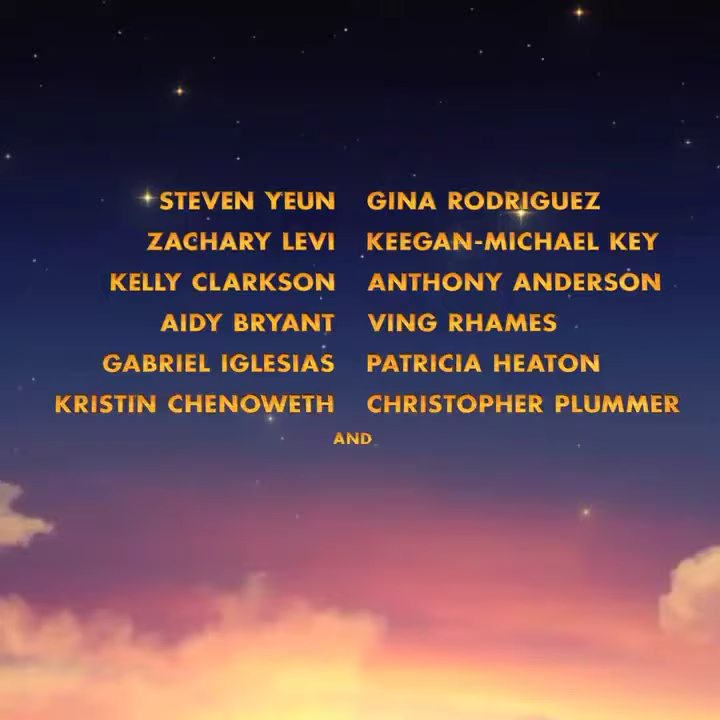 STEVEN YEUN GINA RODRIGUEZ
ZACHARY LEVI KEEGAN-MICHAEL KEY
KELLY CLARKSON ANTHONY ANDERSON
AIDY BRYANT VING RHAMES
GABRIEL IGLESIAS PATRICIA HEATON
KRISTIN CHENOWETH CHRISTOPHER PLUMMER
AND